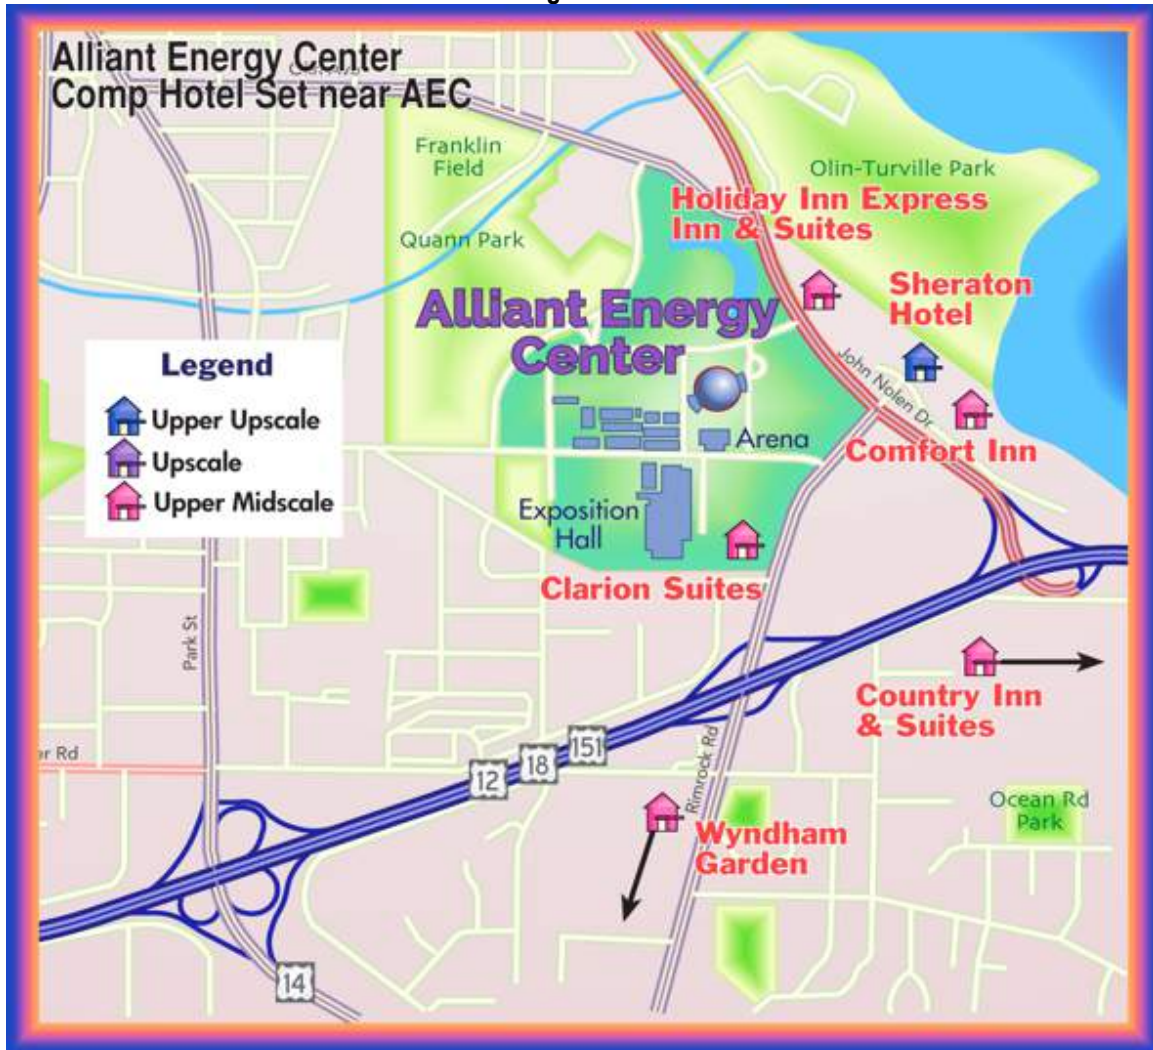 Alliant Energy Center
Comp Hotel Set near AEC
Franklin
Field
Olin-Turville Park
Holiday Inn Express
Inn & Suites
Quann Park
Sheraton
Hotel
Alliant Energy
Center
John Nolen Dr
Legend
Upper Upscale
Upscale
Upper Midscale
Arena
Comfort Inn
Exposition
Hall
Clarion Suites
Park St
Country Inn
& Suites
151
18
12
Rimrock Rd
er Rd
Ocean Rd
Park
Wyndham
Garden
14